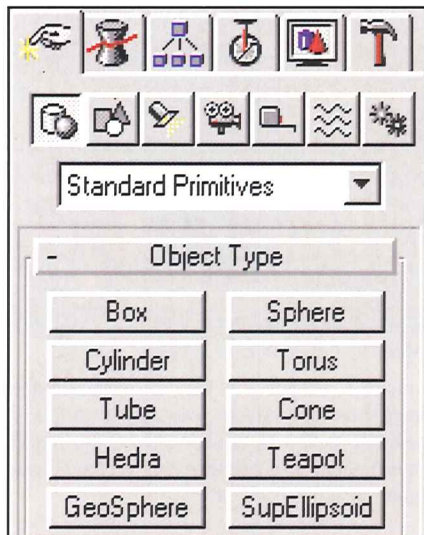 Standard Primitives
- Object Type
Box Sphere
Cylinder Torus
Tube Cone
Hedra Teapot
GeoSphere SupEllipsoid